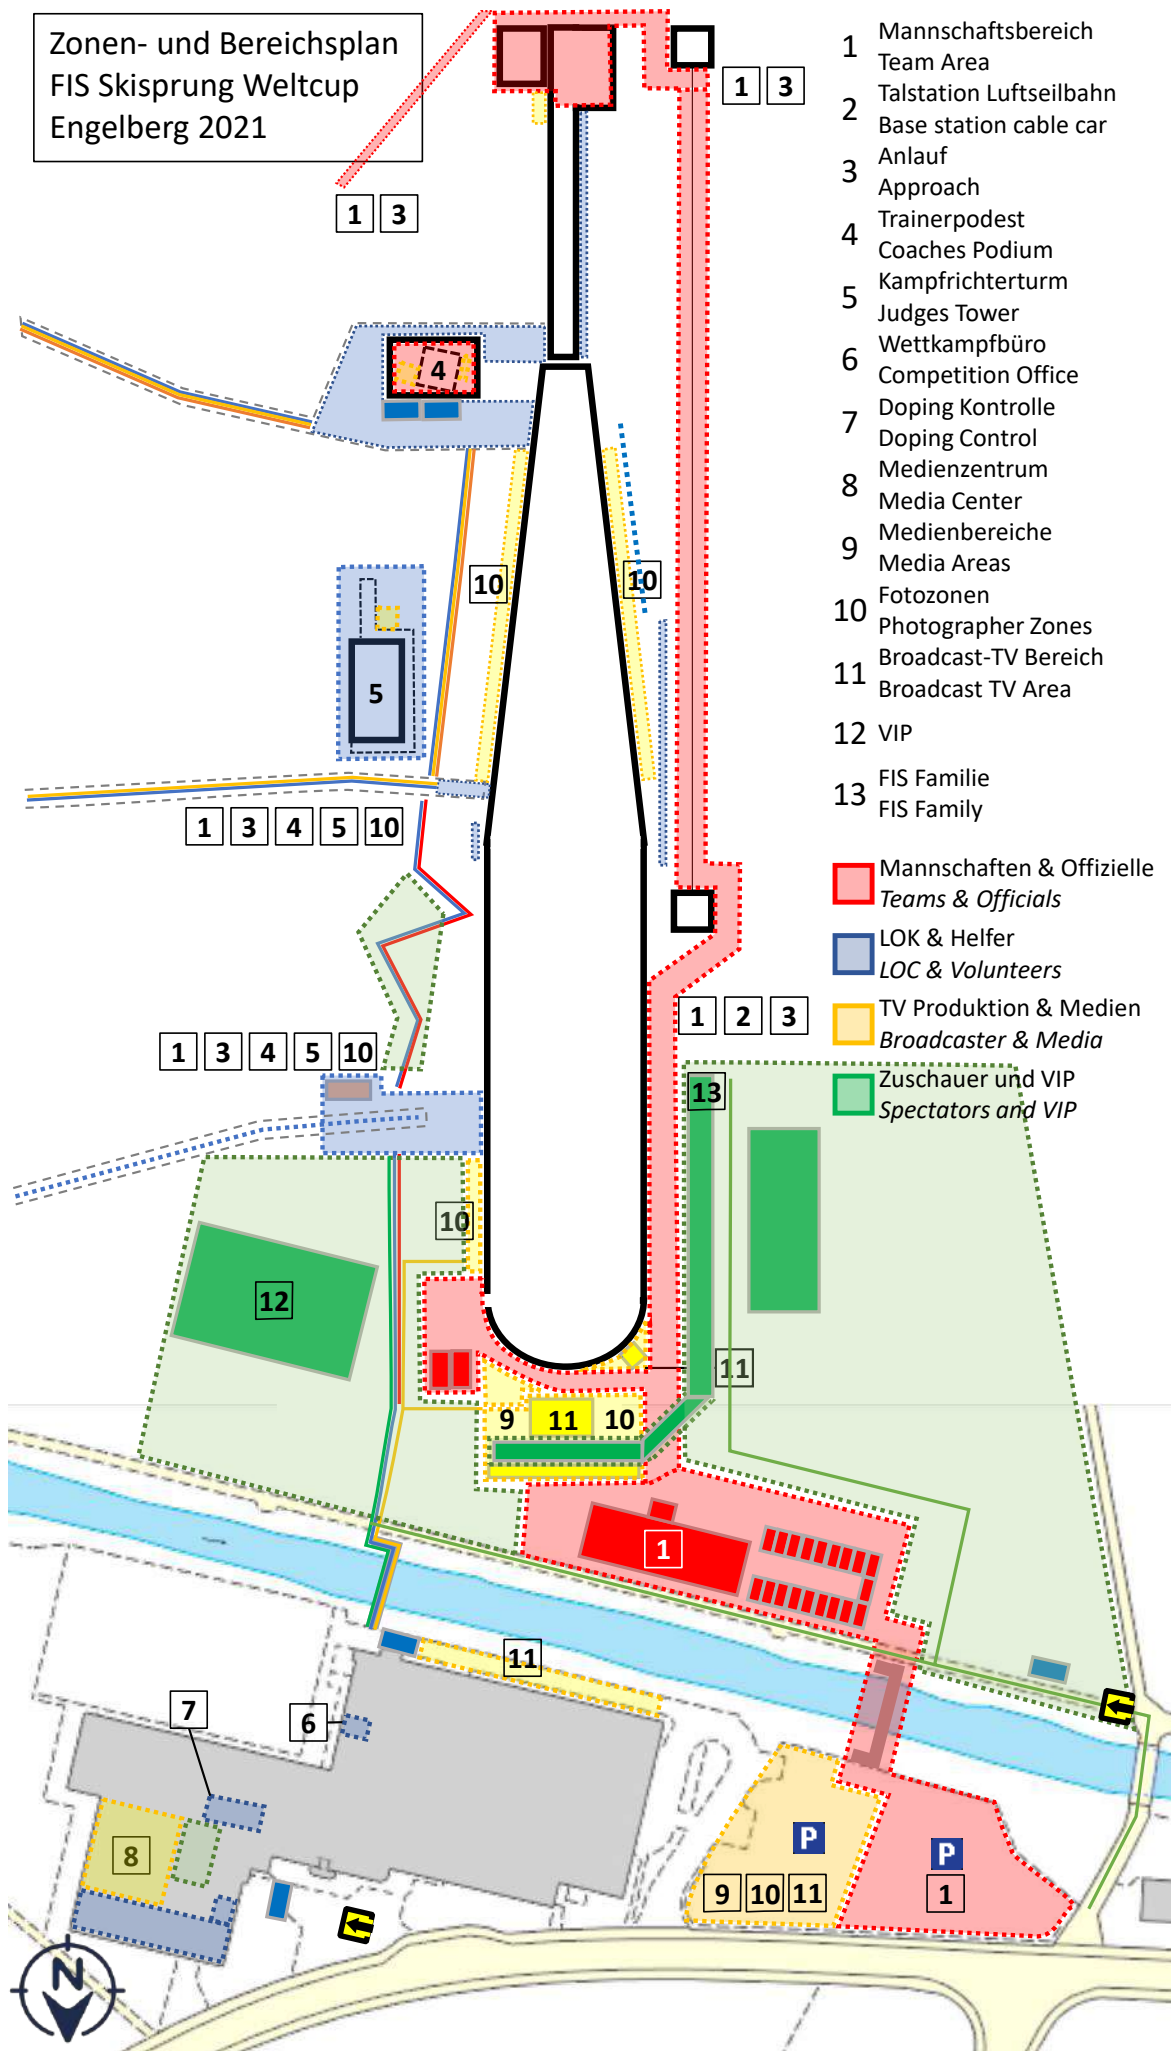 Zonen- und Bereichsplan
FIS Skisprung Weltcup
Engelberg 2021
1 Mannschaftsbereich
Team Area
2 Talstation Luftseilbahn
Base station cable car
3 Anlauf
Approach
4 Trainerpodest
Coaches Podium
5 Kampfrichterturm
Judges Tower
6 Wettkampfbüro
Competition Office
7 Doping Kontrolle
Doping Control
8 Medienzentrum
Media Center
9 Medienbereiche
Media Areas
10 Fotozonen
Photographer Zones
11 Broadcast-TV Bereich
Broadcast TV Area
12 VIP
13 FIS Familie
FIS Family
Mannschaften & Offizielle
Teams & Officials
LOK & Helfer
LOC & Volunteers
TV Produktion & Medien
Broadcaster & Media
Zuschauer und VIP
Spectators and VIP
1 3
1 3
4
10
10
5
1 3 4 5 10
1 2 3
1 3 4 5 10
13
10
12
11
9 11 10
1
11
7
6
8
P
P
9 10 11
1
N